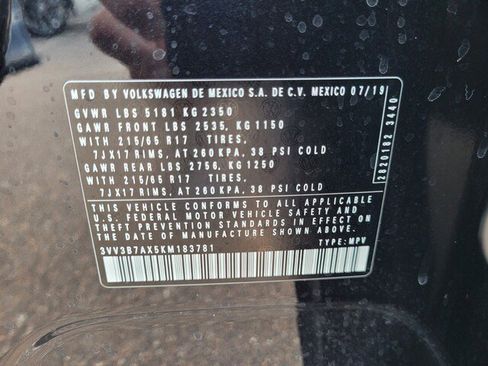 MFD BY VOLKSWAGEN DE MEXICO S.A. DE C.V. MEXICO 07/19
GVWR LBS 5181 KG 2350
GAWR FRONT LBS 2535, KG 1150
WITH 215/65 R17 TIRES,
7JX17 RIMS, AT 260 KPA, 38 PSI COLD
GAWR REAR LBS 2756, KG 1250
WITH 215/65 R17 TIRES,
7JX17 RIMS, AT 260 KPA, 38 PSI COLD
THIS VEHICLE CONFORMS TO ALL APPLICABLE
U.S. FEDERAL MOTOR VEHICLE SAFETY AND
THEFT PREVENTION STANDARDS IN EFFECT ON
THE DATE OF MANUFACTURE SHOWN ABOVE.
3VV3B7AX5KM183781 TYPE: MPV
2820182 3440